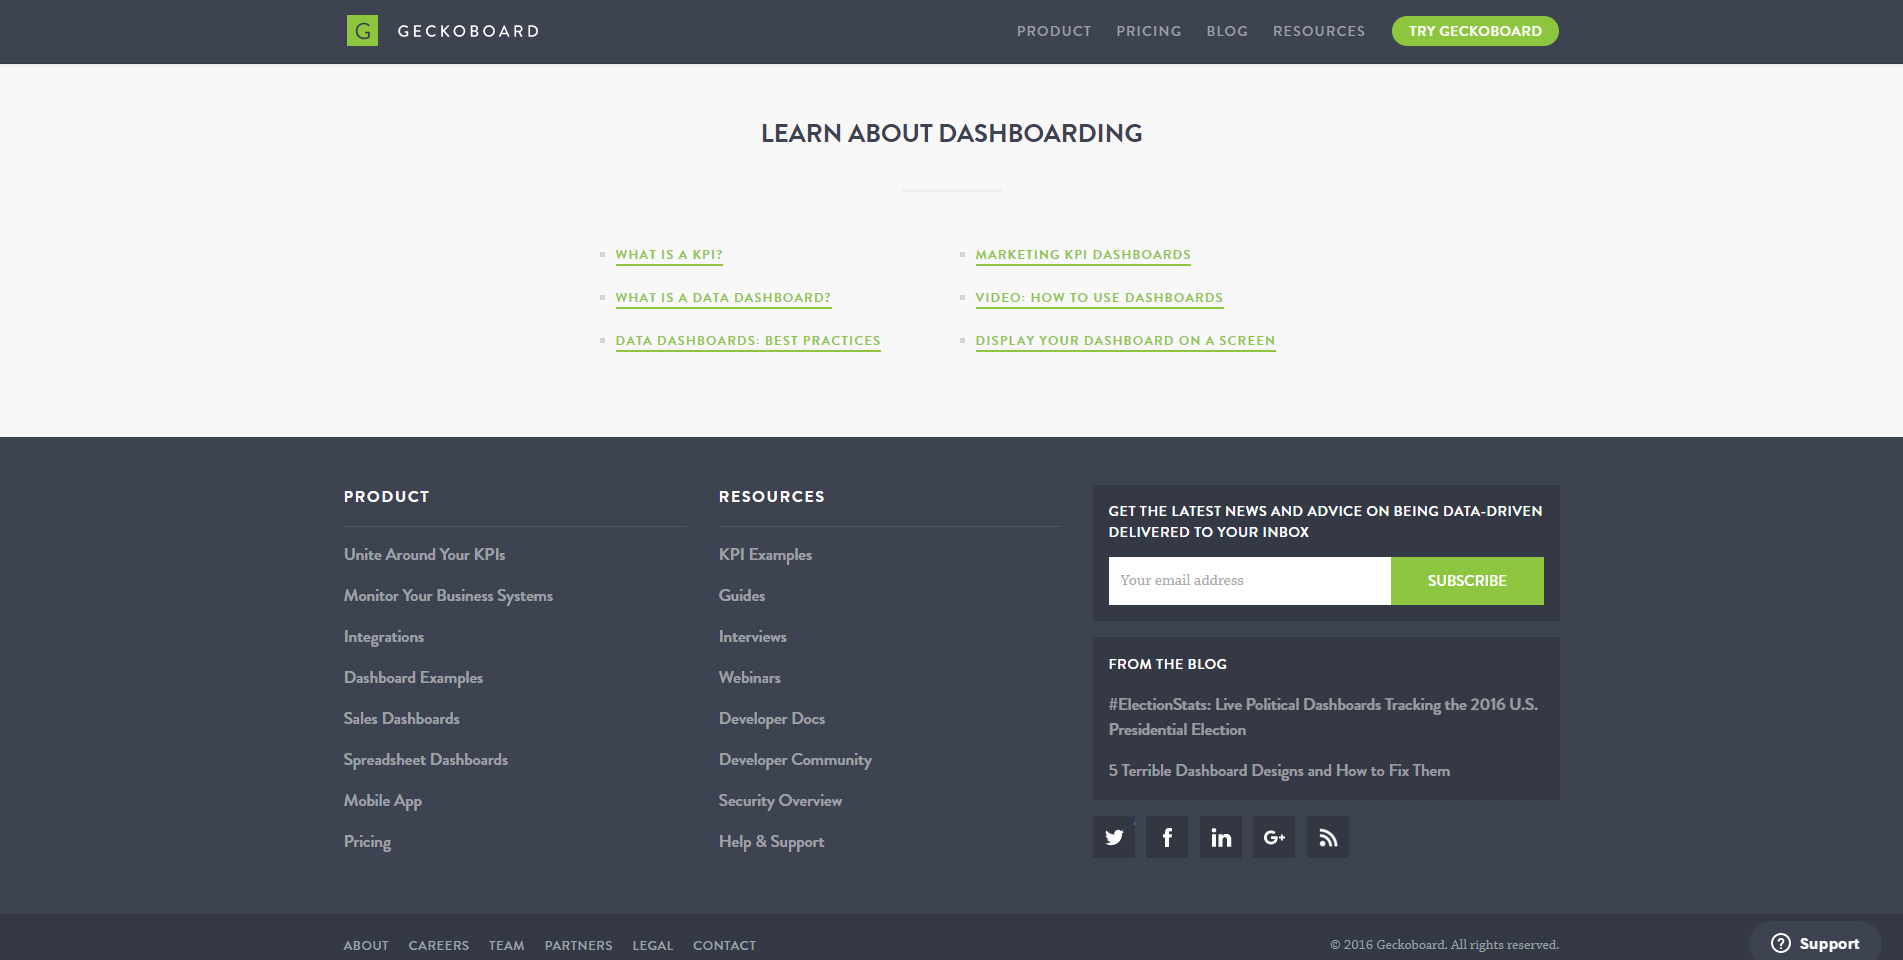 G GECKOBOARD
PRODUCT PRICING BLOG RESOURCES TRY GECKOBOARD
LEARN ABOUT DASHBOARDING
WHAT IS A KPI?
WHAT IS A DATA DASHBOARD?
DATA DASHBOARDS: BEST PRACTICES
MARKETING KPI DASHBOARDS
VIDEO: HOW TO USE DASHBOARDS
DISPLAY YOUR DASHBOARD ON A SCREEN
PRODUCT
Unite Around Your KPIs
Monitor Your Business Systems
Integrations
Dashboard Examples
Sales Dashboards
Spreadsheet Dashboards
Mobile App
Pricing
RESOURCES
KPI Examples
Guides
Interviews
Webinars
Developer Docs
Developer Community
Security Overview
Help & Support
GET THE LATEST NEWS AND ADVICE ON BEING DATA-DRIVEN
DELIVERED TO YOUR INBOX
Your email address SUBSCRIBE
FROM THE BLOG
#ElectionStats: Live Political Dashboards Tracking the 2016 U.S.
Presidential Election
5 Terrible Dashboard Designs and How to Fix Them
f in G+
ABOUT CAREERS TEAM PARTNERS LEGAL CONTACT
© 2016 Geckoboard. All rights reserved.
? Support